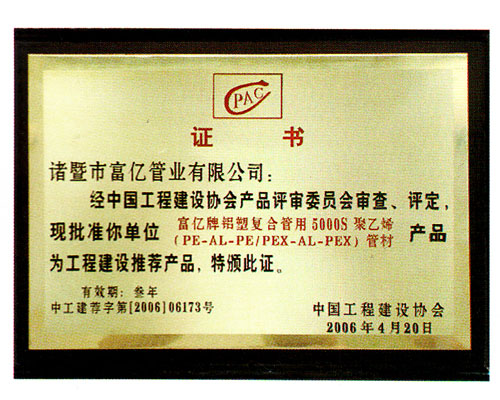 PAC
证书
诸暨市富亿管业有限公司：
经中国工程建设协会产品评审委员会审查、评定，
现批准你单位 富亿牌铝塑复合管用5000S聚乙烯 产品
(PE-AL-PE/PEX-AL-PEX)管材
为工程建设推荐产品，特颁此证。
有效期：叁年
中工建荐字第[2006]06173号
中国工程建设协会
2006年4月20日